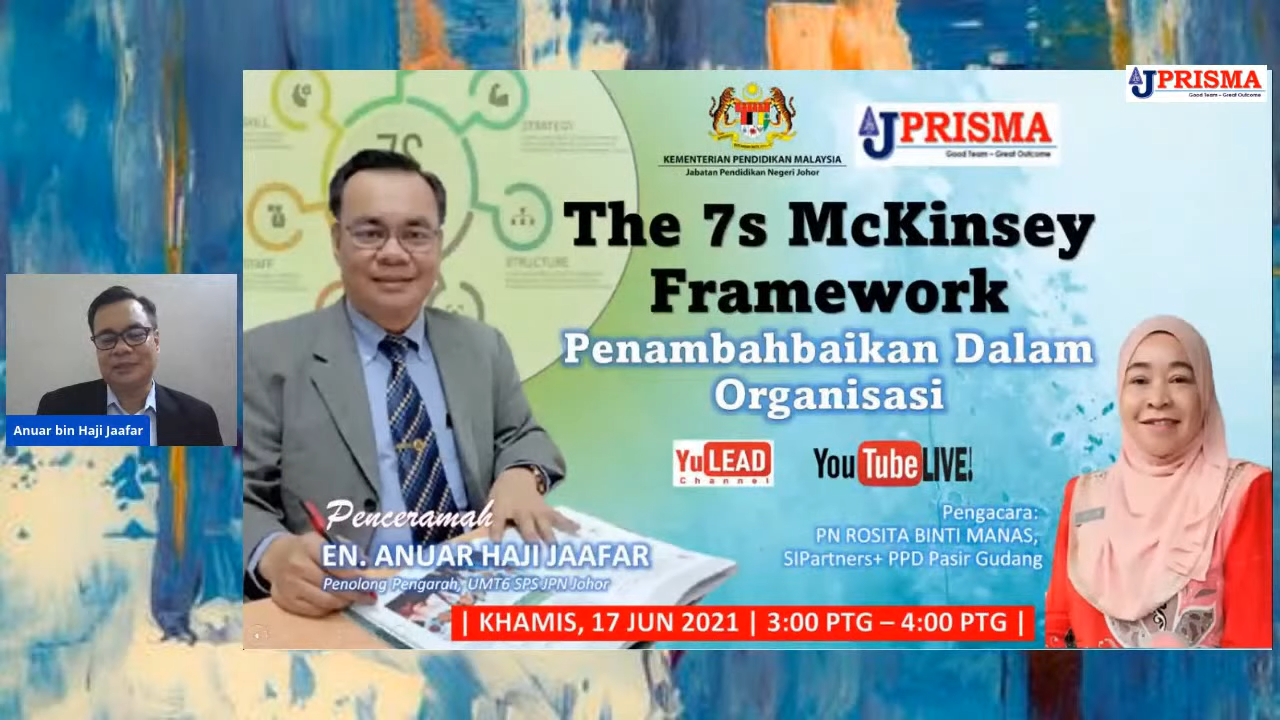 JPRISMA
Good Team - Great Outcome
KEMENTERIAN PENDIDIKAN MALAYSIA
Jabatan Pendidikan Negeri Johor
JPRISMA
Good Team - Great Outcome
7S
STRATEGY
STAFF
STRUCTURE
The 7s McKinsey
Framework
Penambahbaikan Dalam
Organisasi
Anuar bin Haji Jaafar
YuLEAD
Channel
YouTube LIVE!
Penceramah
EN. ANUAR HAJI JAAFAR
Penolong Pengarah, UMT6 SPS JPN Johor
Pengacara:
PN ROSITA BINTI MANAS,
SIPartners+ PPD Pasir Gudang
| KHAMIS, 17 JUN 2021 | 3:00 PTG – 4:00 PTG |